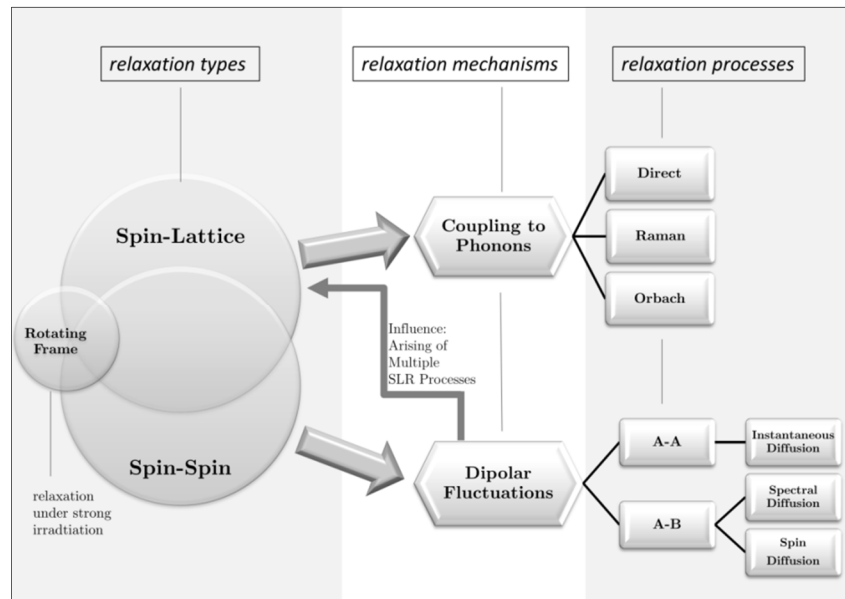 relaxation types
relaxation mechanisms
relaxation processes
Spin-Lattice
Rotating
Frame
Spin-Spin
relaxation
under strong
irradtiation
Coupling to
Phonons
Influence:
Arising of
Multiple
SLR Processes
Dipolar
Fluctuations
Direct
Raman
Orbach
A-A
Instantaneous
Diffusion
A-B
Spectral
Diffusion
Spin
Diffusion